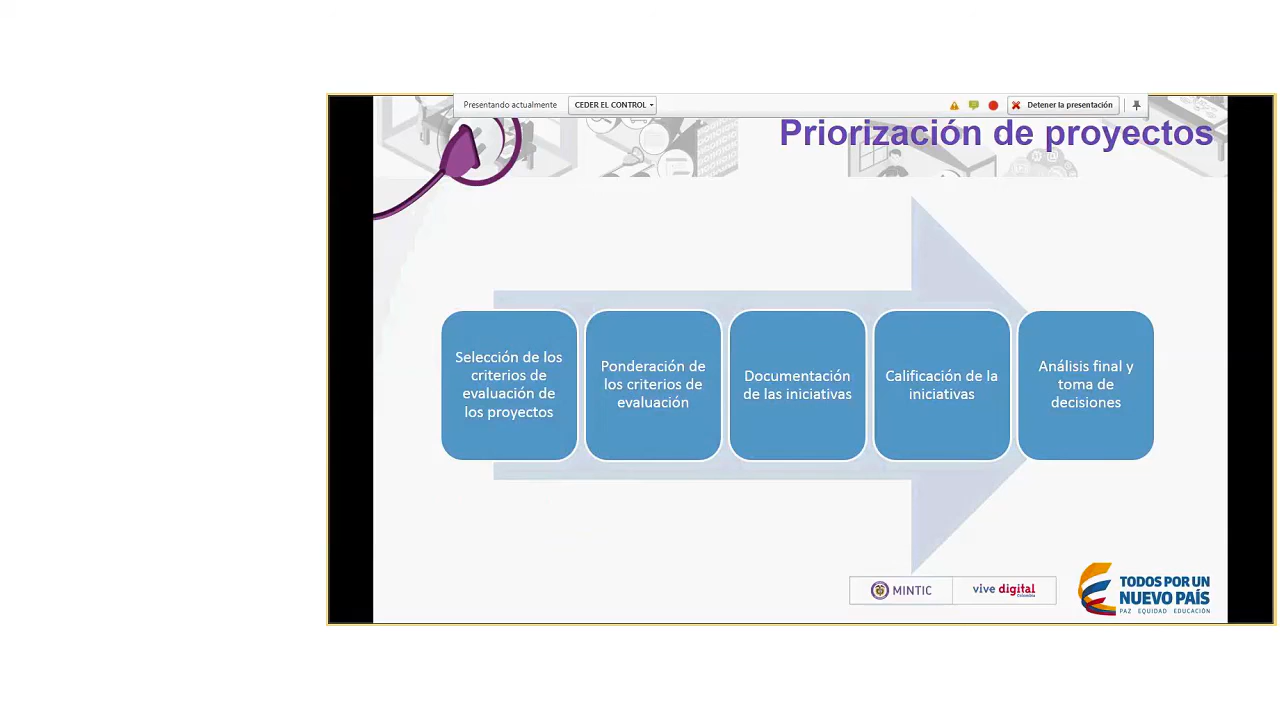 Presentando actualmente
CEDER EL CONTROL
Detener la presentación
Priorización de proyectos
Selección de los
criterios de
evaluación de
los proyectos
Ponderación de
los criterios de
evaluación
Documentación
de las iniciativas
Calificación de la
iniciativas
Análisis final y
toma de
decisiones
MINTIC
vive digital
Colombia
TODOS POR UN
NUEVO PAÍS
PAZ EQUIDAD EDUCACIÓN